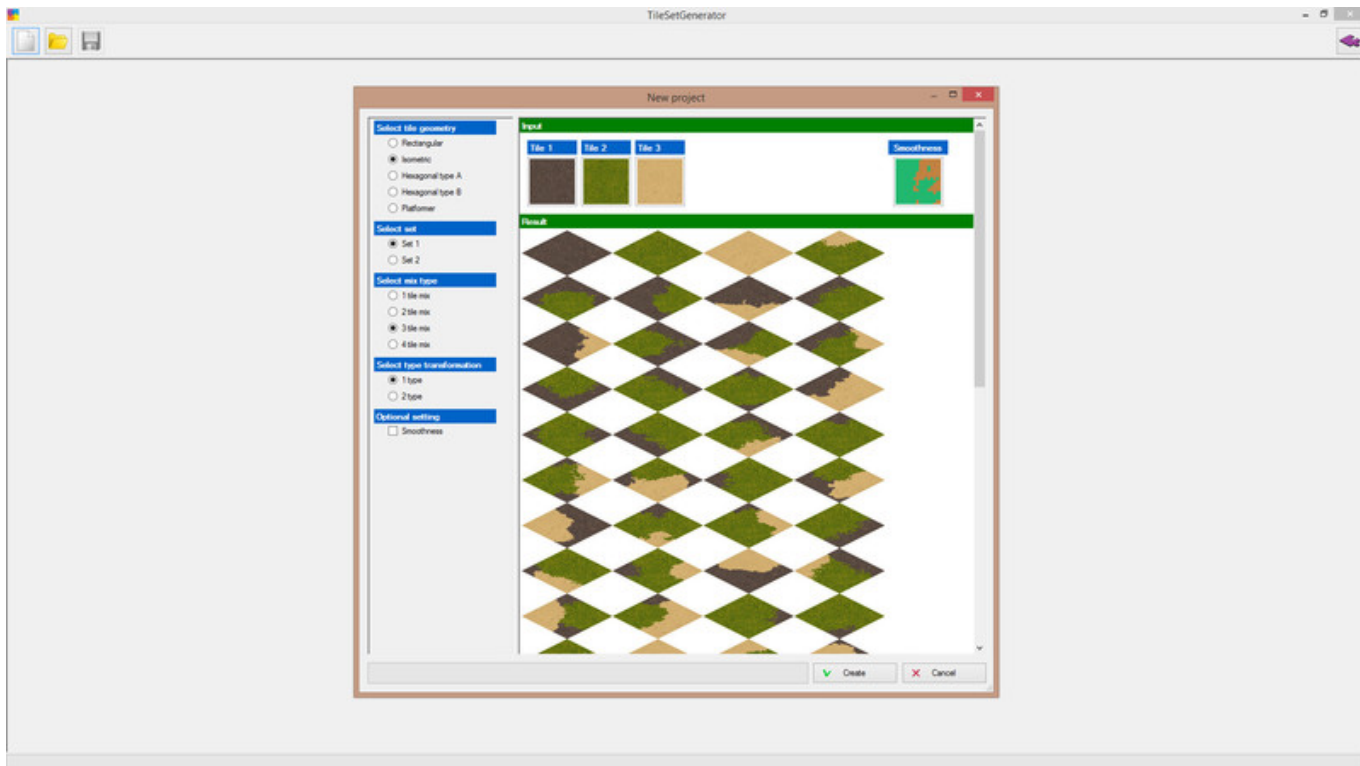 TileSetGenerator
New project
Select tile geometry
Rectangular
Isometric
Hexagonal type A
Hexagonal type B
Platformer
Select set
Set 1
Set 2
Select mix type
1 tile mix
2 tile mix
3 tile mix
4 tile mix
Select type transformation
1 type
2 type
Optional setting
Smoothness
Input
Tile 1 Tile 2 Tile 3 Smoothness
Result
Create Cancel